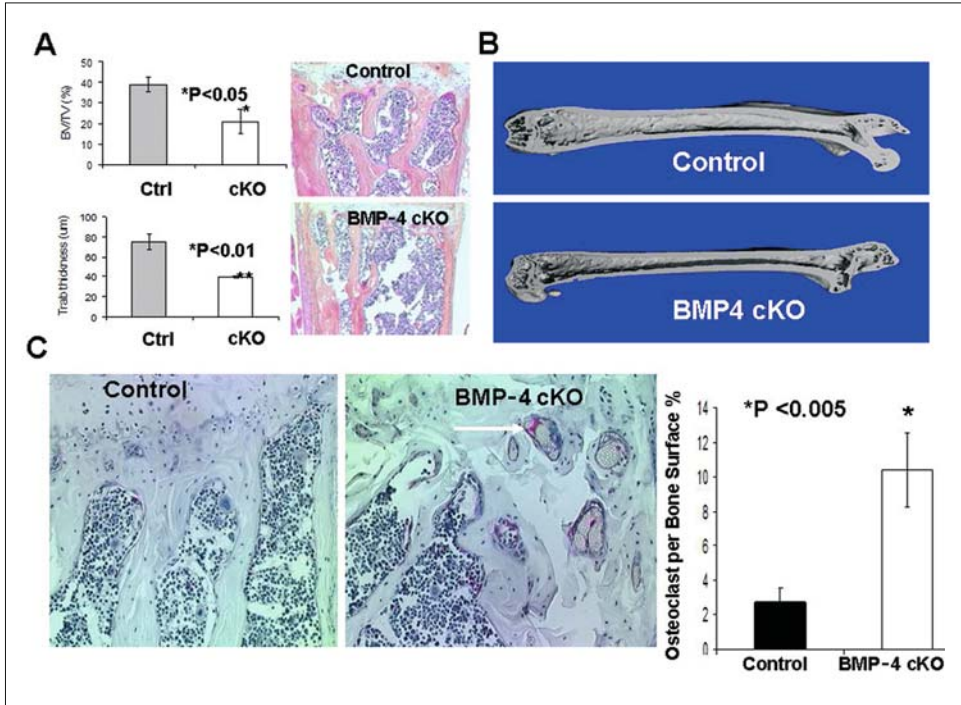 A
50
40
30
20
10
0
BV/TV (%)
*P<0.05
*
Ctrl
cKO
Control
100
80
60
40
20
0
Trab thickness (um)
*P<0.01
**
Ctrl
cKO
BMP-4 cKO
B
Control
BMP4 cKO
C
Control
BMP-4 cKO
Osteoclast per Bone Surface %
14
12
10
8
6
4
2
0
*P <0.005
*
Control
BMP-4 cKO